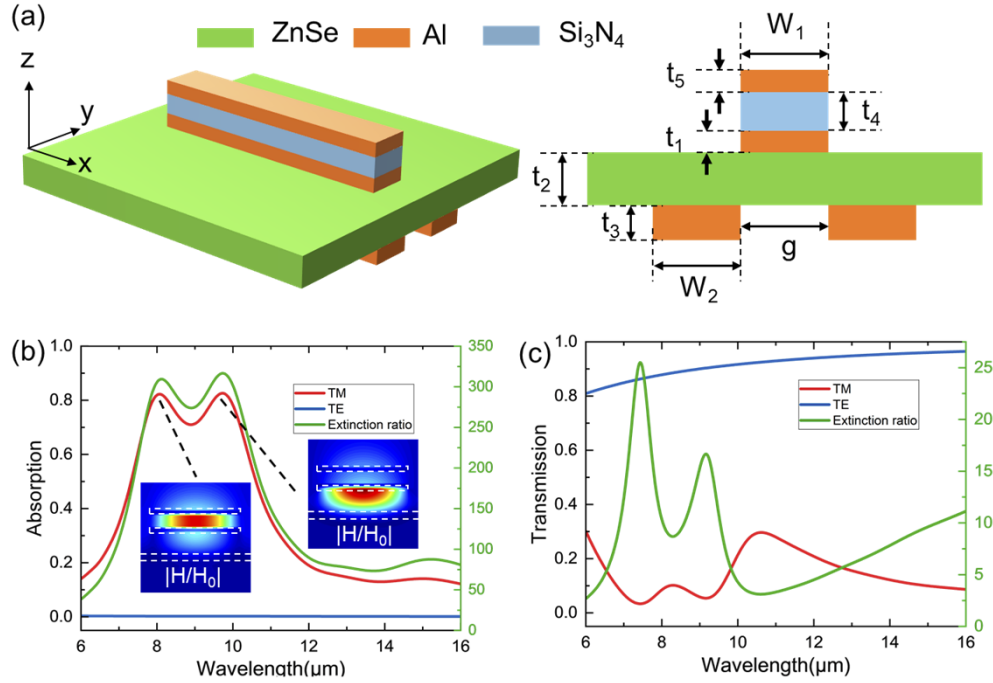 (a)
ZnSe Al Si₃N₄
z
y
x
W₁
t₅
t₄
t₁
t₂
t₃
g
W₂
(b)
Absorption
1.0
0.8
0.6
0.4
0.2
0.0
350
300
250
200
150
100
50
0
TM
TE
Extinction ratio
|H/H₀|
|H/H₀|
6 8 10 12 14 16
Wavelength(μm)
(c)
Transmission
1.0
0.8
0.6
0.4
0.2
0.0
25
20
15
10
5
0
TM
TE
Extinction ratio
6 8 10 12 14 16
Wavelength(μm)